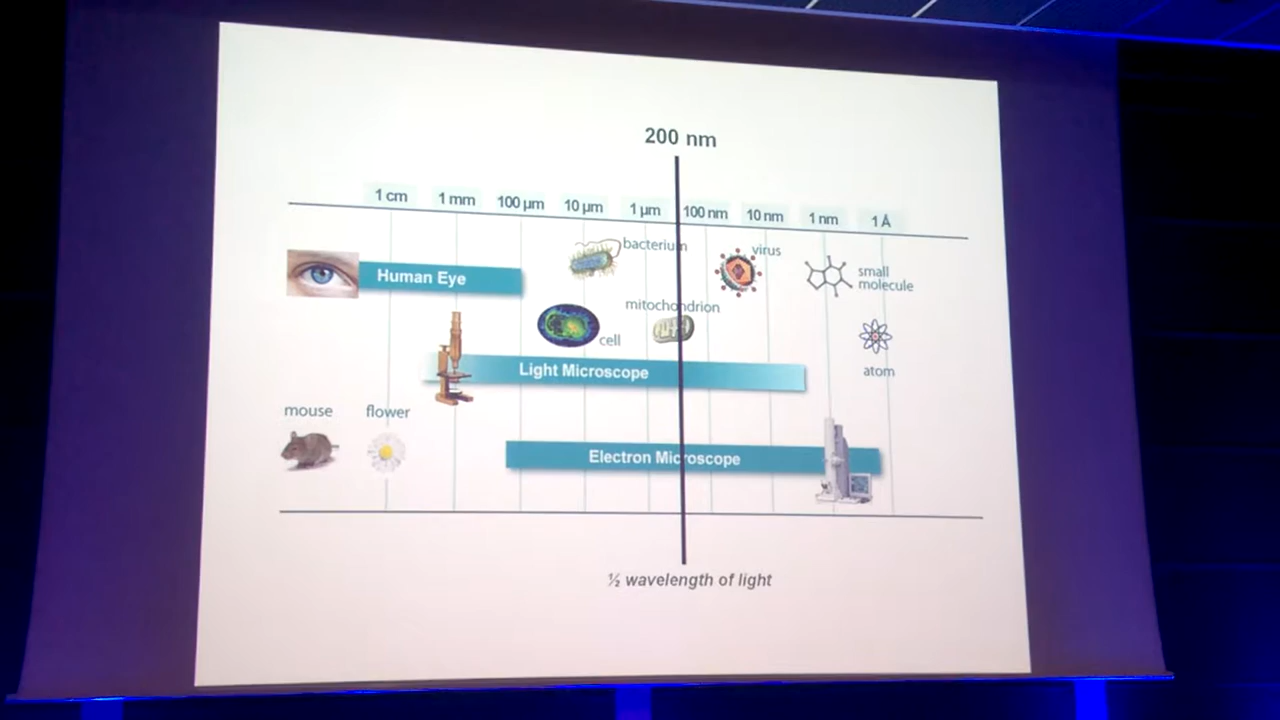 200 nm
1 cm 1 mm 100 µm 10 µm 1 µm 100 nm 10 nm 1 nm 1 Å
bacterium
virus
Human Eye
small
molecule
mitochondrion
cell
Light Microscope
atom
mouse
flower
Electron Microscope
½ wavelength of light